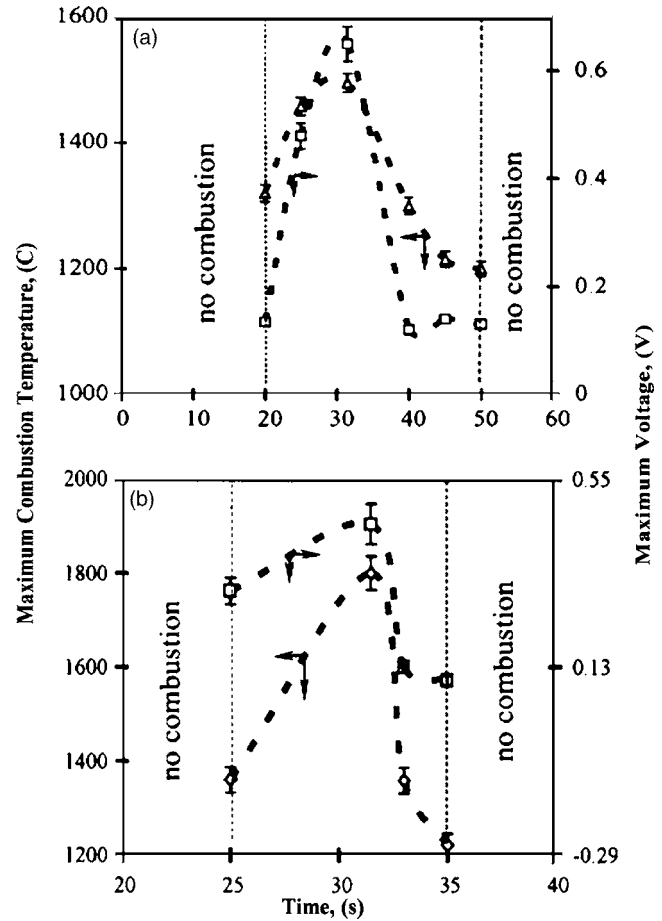 (a)
1600
1400
1200
1000
0.6
0.4
0.2
0
no combustion
no combustion
0 10 20 30 40 50 60
Maximum Combustion Temperature, (C)
Maximum Voltage, (V)
(b)
2000
1800
1600
1400
1200
0.55
0.13
-0.29
no combustion
no combustion
20 25 30 35 40
Time, (s)